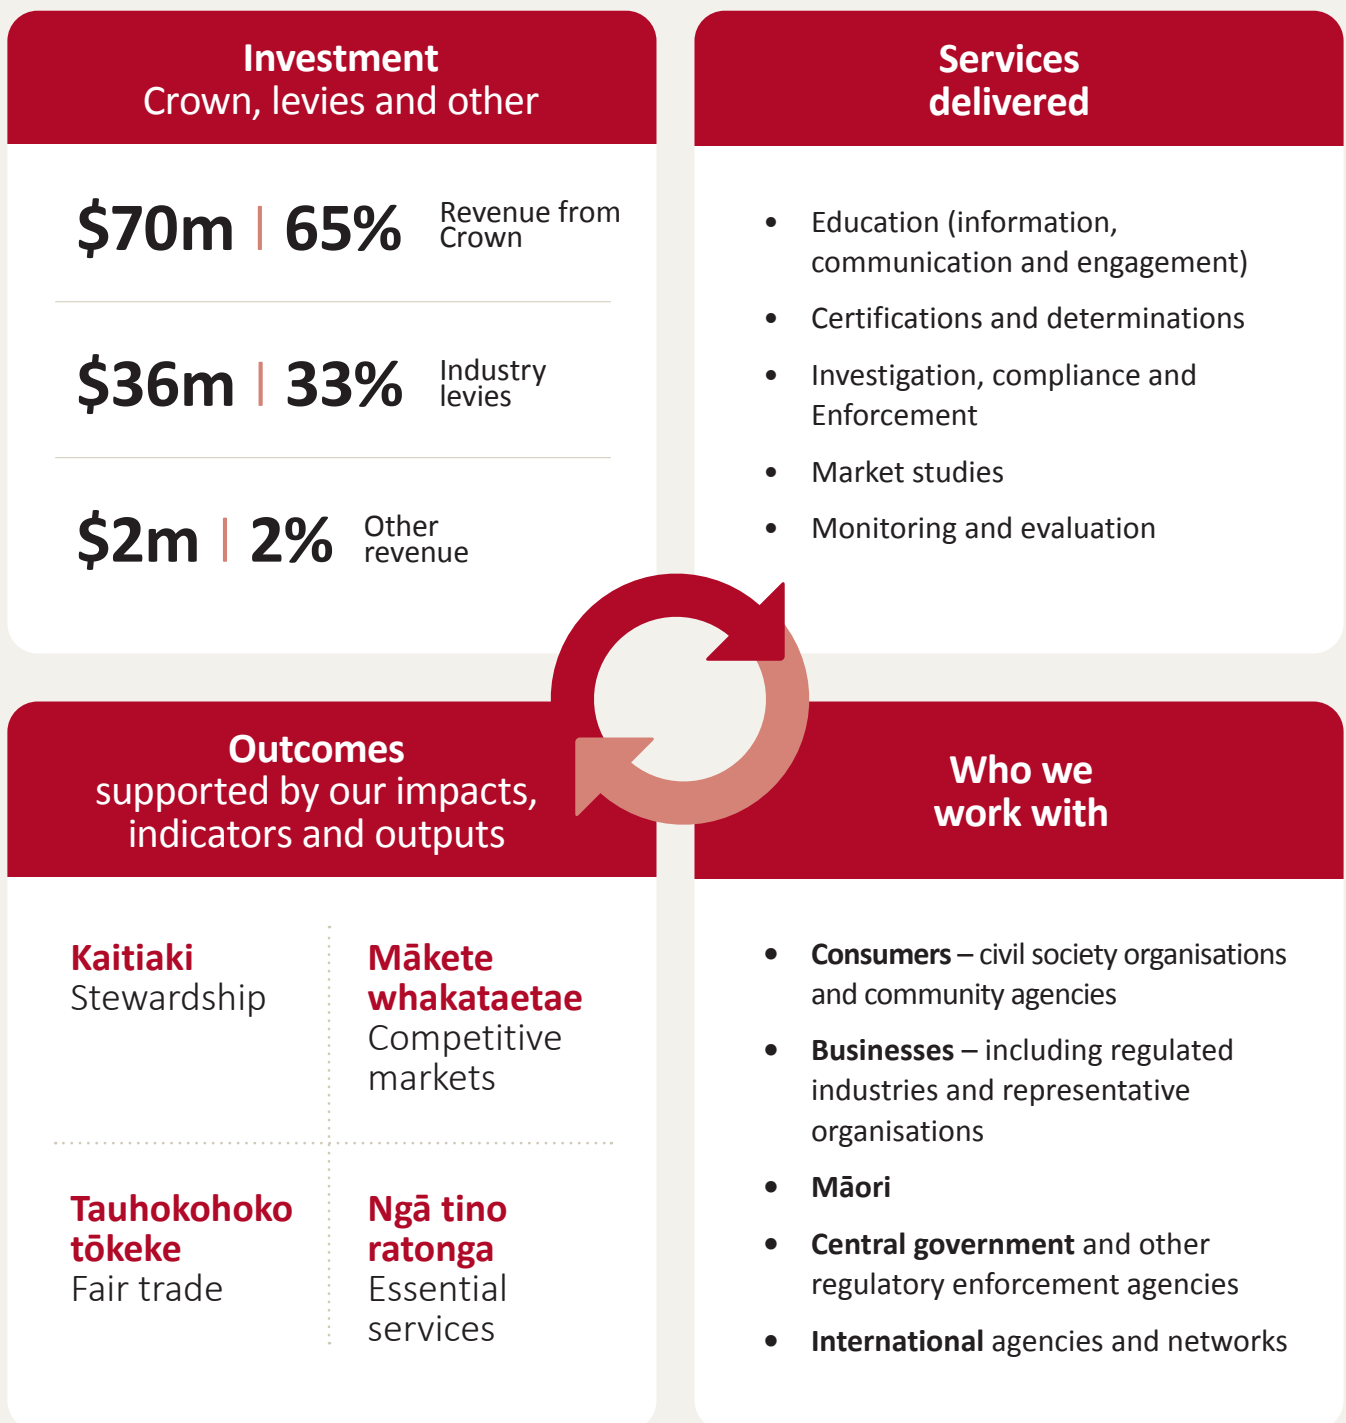 Investment
Crown, levies and other
$70m | 65% Revenue from
Crown
$36m | 33% Industry
levies
$2m | 2% Other
revenue
Services
delivered
• Education (information,
communication and engagement)
• Certifications and determinations
• Investigation, compliance and
Enforcement
• Market studies
• Monitoring and evaluation
Outcomes
supported by our impacts,
indicators and outputs
Kaitiaki
Stewardship
Mākete
whakataetae
Competitive
markets
Tauhokohoko
tōkeke
Fair trade
Ngā tino
ratonga
Essential
services
Who we
work with
• Consumers – civil society organisations
and community agencies
• Businesses – including regulated
industries and representative
organisations
• Māori
• Central government and other
regulatory enforcement agencies
• International agencies and networks